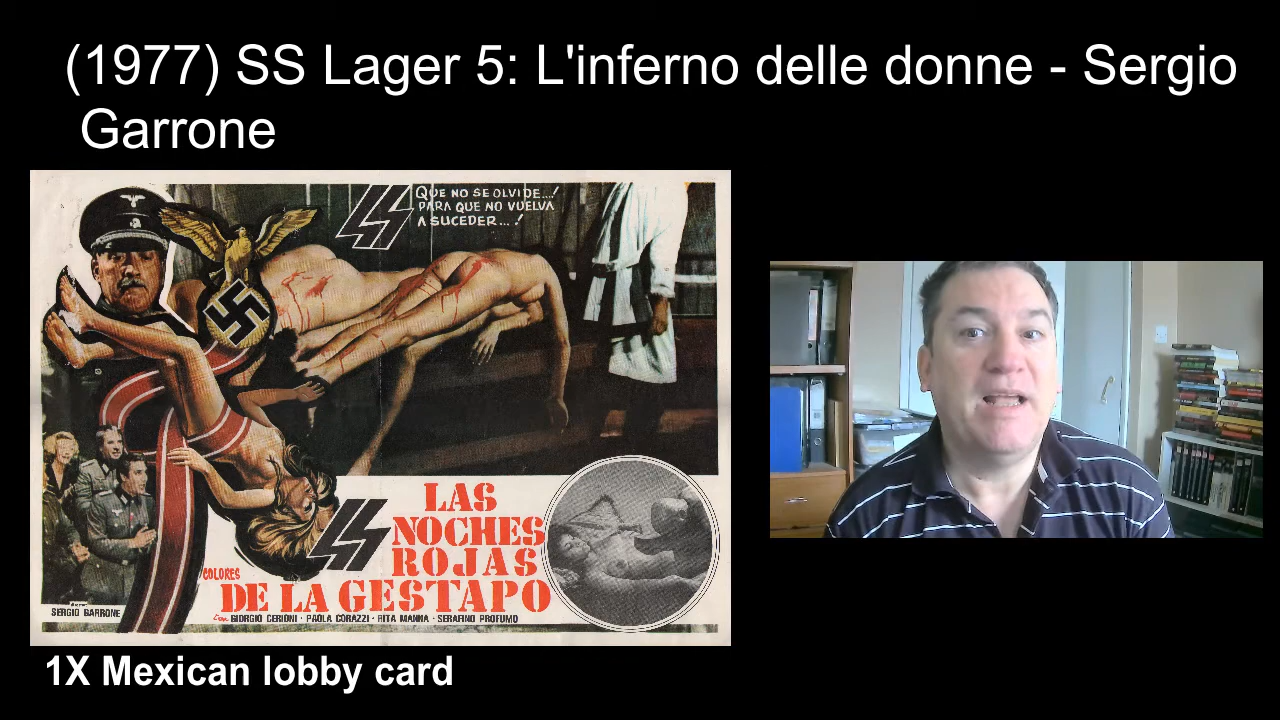 (1977) SS Lager 5: L'inferno delle donne - Sergio
Garrone
QUE NO SE OLVIDE...!
PARA QUE NO VUELVA
A SUCEDER...!
LAS
NOCHES
ROJAS
DE LA GESTAPO
COLORES
SERGIO GARRONE
Con GIORGIO CERIONI · PAOLA CORAZZI · RITA MANNA · SERAFINO PROFUMO
1X Mexican lobby card